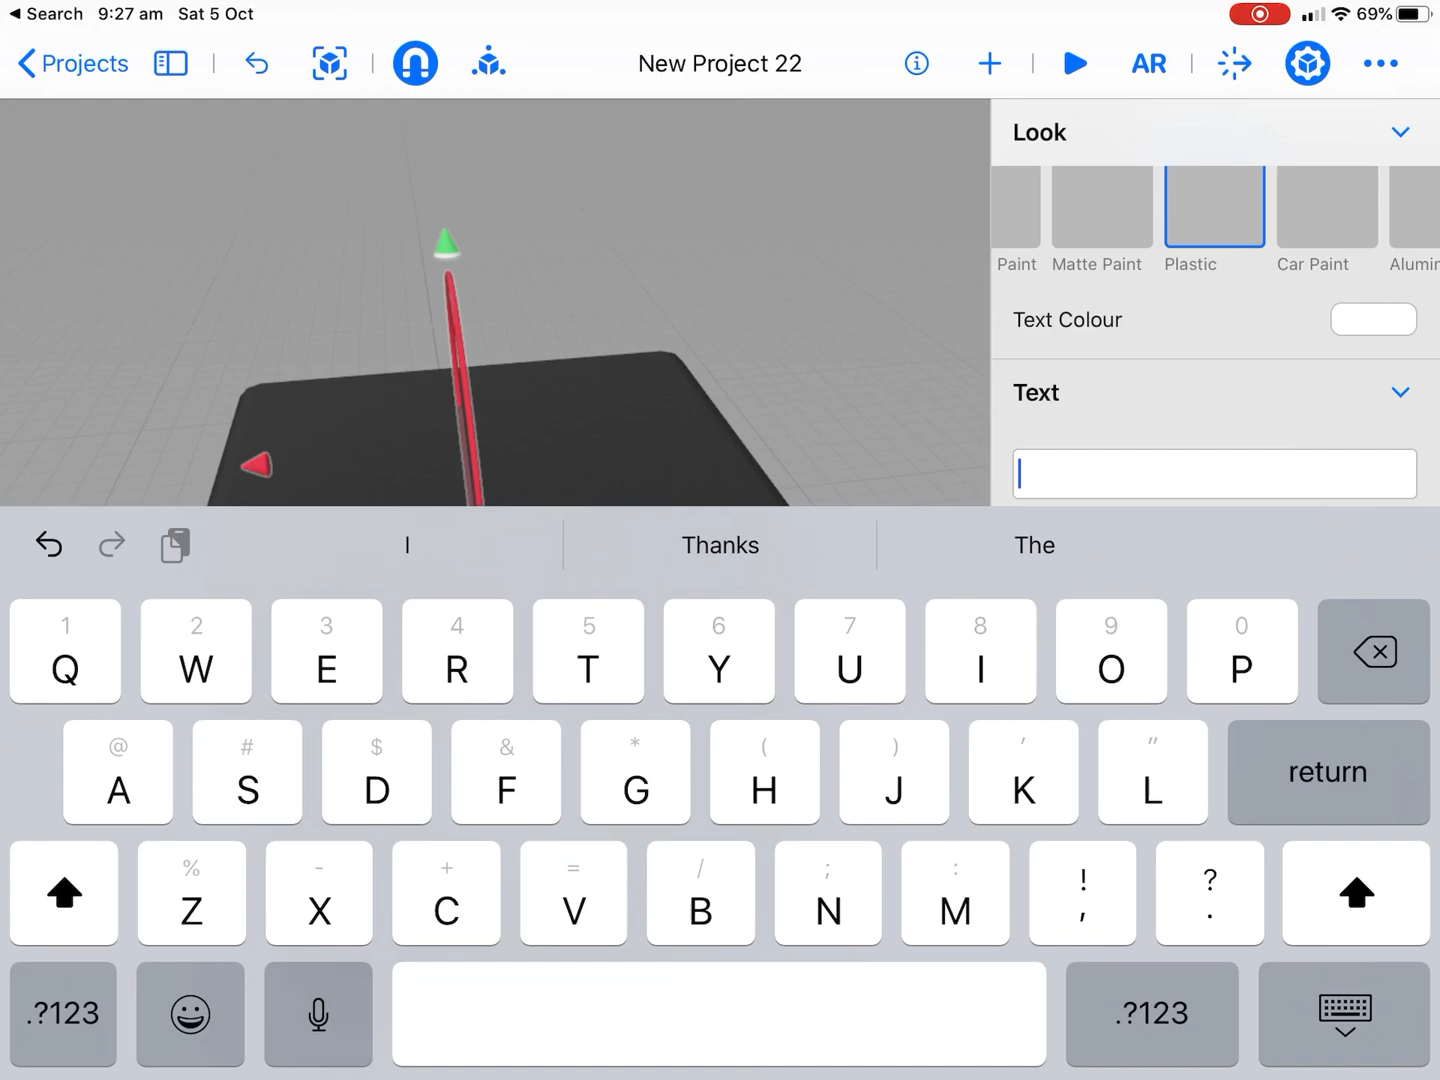 Search 9:27 am Sat 5 Oct 69%
Projects New Project 22 AR
Look
Paint Matte Paint Plastic Car Paint Alumin
Text Colour
Text
I Thanks The
1 2 3 4 5 6 7 8 9 0
Q W E R T Y U I O P
@ # $ & * ( ) ' "
A S D F G H J K L return
% - + = / ; : ! ?
Z X C V B N M , .
.?123 .?123